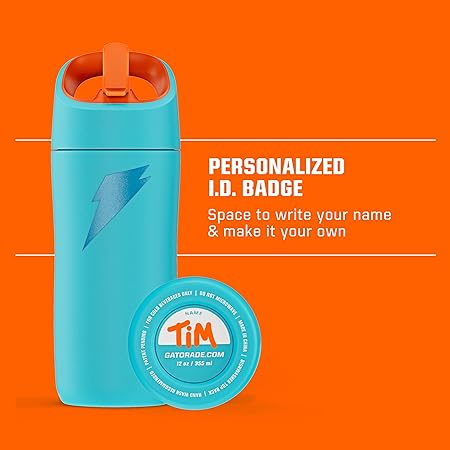 PERSONALIZED
I.D. BADGE
Space to write your name
& make it your own
NAME
TiM
GATORADE.COM
12 oz / 355 ml
PATENT PENDING | FOR COLD BEVERAGES ONLY | DO NOT MICROWAVE | MADE IN CHINA | DISHWASHER TOP RACK | HAND WASH RECOMMENDED |